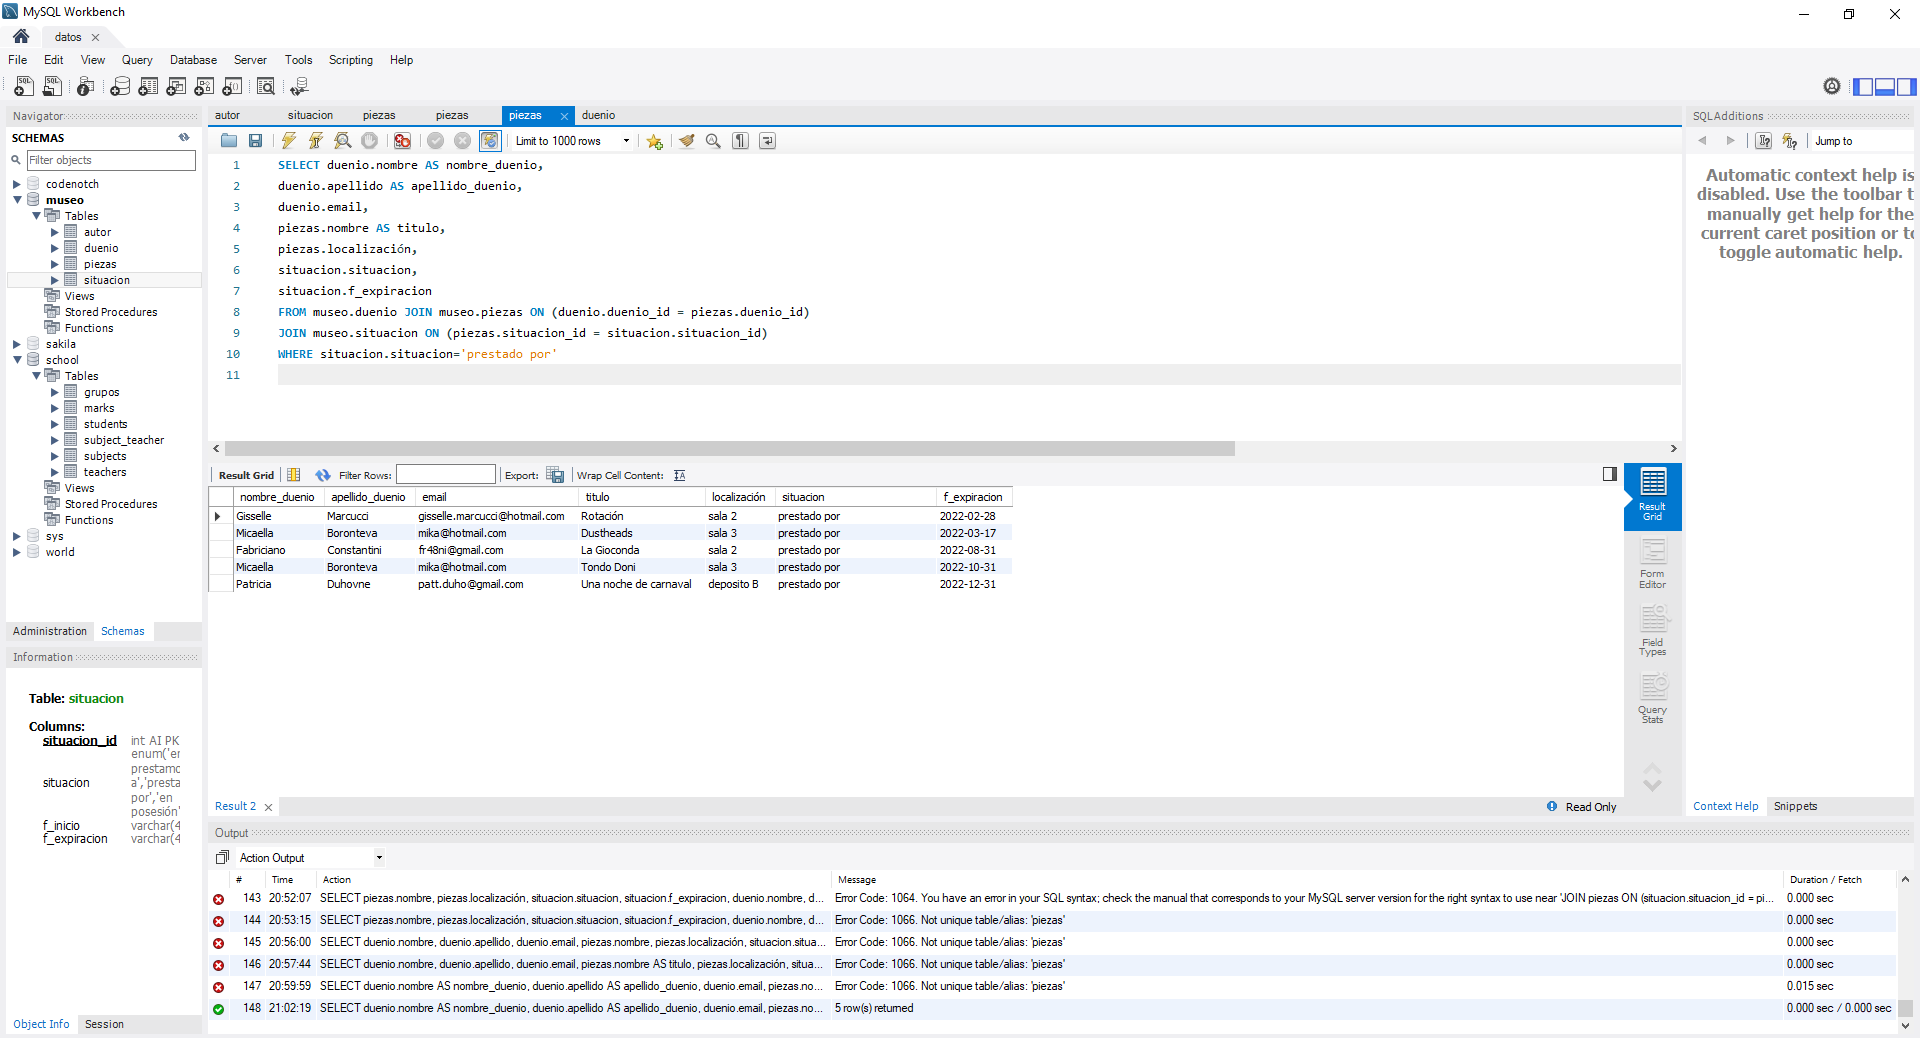 MySQL Workbench
datos
File Edit View Query Database Server Tools Scripting Help
Navigator
SCHEMAS
Filter objects
codenotch
museo
Tables
autor
duenio
piezas
situacion
Views
Stored Procedures
Functions
sakila
school
Tables
grupos
marks
students
subject_teacher
subjects
teachers
Views
Stored Procedures
Functions
sys
world
Administration Schemas
Information
Table: situacion
Columns:
situacion_id int AI PK
enum('er
prestamo
situacion a','presta
por','en
posesión'
f_inicio varchar(4
f_expiracion varchar(4
Object Info Session
autor situacion piezas piezas piezas duenio
Limit to 1000 rows
1 SELECT duenio.nombre AS nombre_duenio,
2 duenio.apellido AS apellido_duenio,
3 duenio.email,
4 piezas.nombre AS titulo,
5 piezas.localización,
6 situacion.situacion,
7 situacion.f_expiracion
8 FROM museo.duenio JOIN museo.piezas ON (duenio.duenio_id = piezas.duenio_id)
9 JOIN museo.situacion ON (piezas.situacion_id = situacion.situacion_id)
10 WHERE situacion.situacion='prestado por'
11
Result Grid Filter Rows: Export: Wrap Cell Content:
nombre_duenio apellido_duenio email titulo localización situacion f_expiracion
Gisselle Marcucci gisselle.marcucci@hotmail.com Rotación sala 2 prestado por 2022-02-28
Micaella Boronteva mika@hotmail.com Dustheads sala 3 prestado por 2022-03-17
Fabriciano Constantini fr48ni@gmail.com La Gioconda sala 2 prestado por 2022-08-31
Micaella Boronteva mika@hotmail.com Tondo Doni sala 3 prestado por 2022-10-31
Patricia Duhovne patt.duho@gmail.com Una noche de carnaval deposito B prestado por 2022-12-31
Result
Grid
Form
Editor
Field
Types
Query
Stats
Result 2 Read Only
SQLAdditions
Jump to
Automatic context help is
disabled. Use the toolbar t
manually get help for the
current caret position or to
toggle automatic help.
Context Help Snippets
Output
Action Output
# Time Action Message Duration / Fetch
143 20:52:07 SELECT piezas.nombre, piezas.localización, situacion.situacion, situacion.f_expiracion, duenio.nombre, d... Error Code: 1064. You have an error in your SQL syntax; check the manual that corresponds to your MySQL server version for the right syntax to use near 'JOIN piezas ON (situacion.situacion_id = pi... 0.000 sec
144 20:53:15 SELECT piezas.nombre, piezas.localización, situacion.situacion, situacion.f_expiracion, duenio.nombre, d... Error Code: 1066. Not unique table/alias: 'piezas' 0.000 sec
145 20:56:00 SELECT duenio.nombre, duenio.apellido, duenio.email, piezas.nombre, piezas.localización, situacion.situa... Error Code: 1066. Not unique table/alias: 'piezas' 0.000 sec
146 20:57:44 SELECT duenio.nombre, duenio.apellido, duenio.email, piezas.nombre AS titulo, piezas.localización, situa... Error Code: 1066. Not unique table/alias: 'piezas' 0.000 sec
147 20:59:59 SELECT duenio.nombre AS nombre_duenio, duenio.apellido AS apellido_duenio, duenio.email, piezas.no... Error Code: 1066. Not unique table/alias: 'piezas' 0.015 sec
148 21:02:19 SELECT duenio.nombre AS nombre_duenio, duenio.apellido AS apellido_duenio, duenio.email, piezas.no... 5 row(s) returned 0.000 sec / 0.000 sec